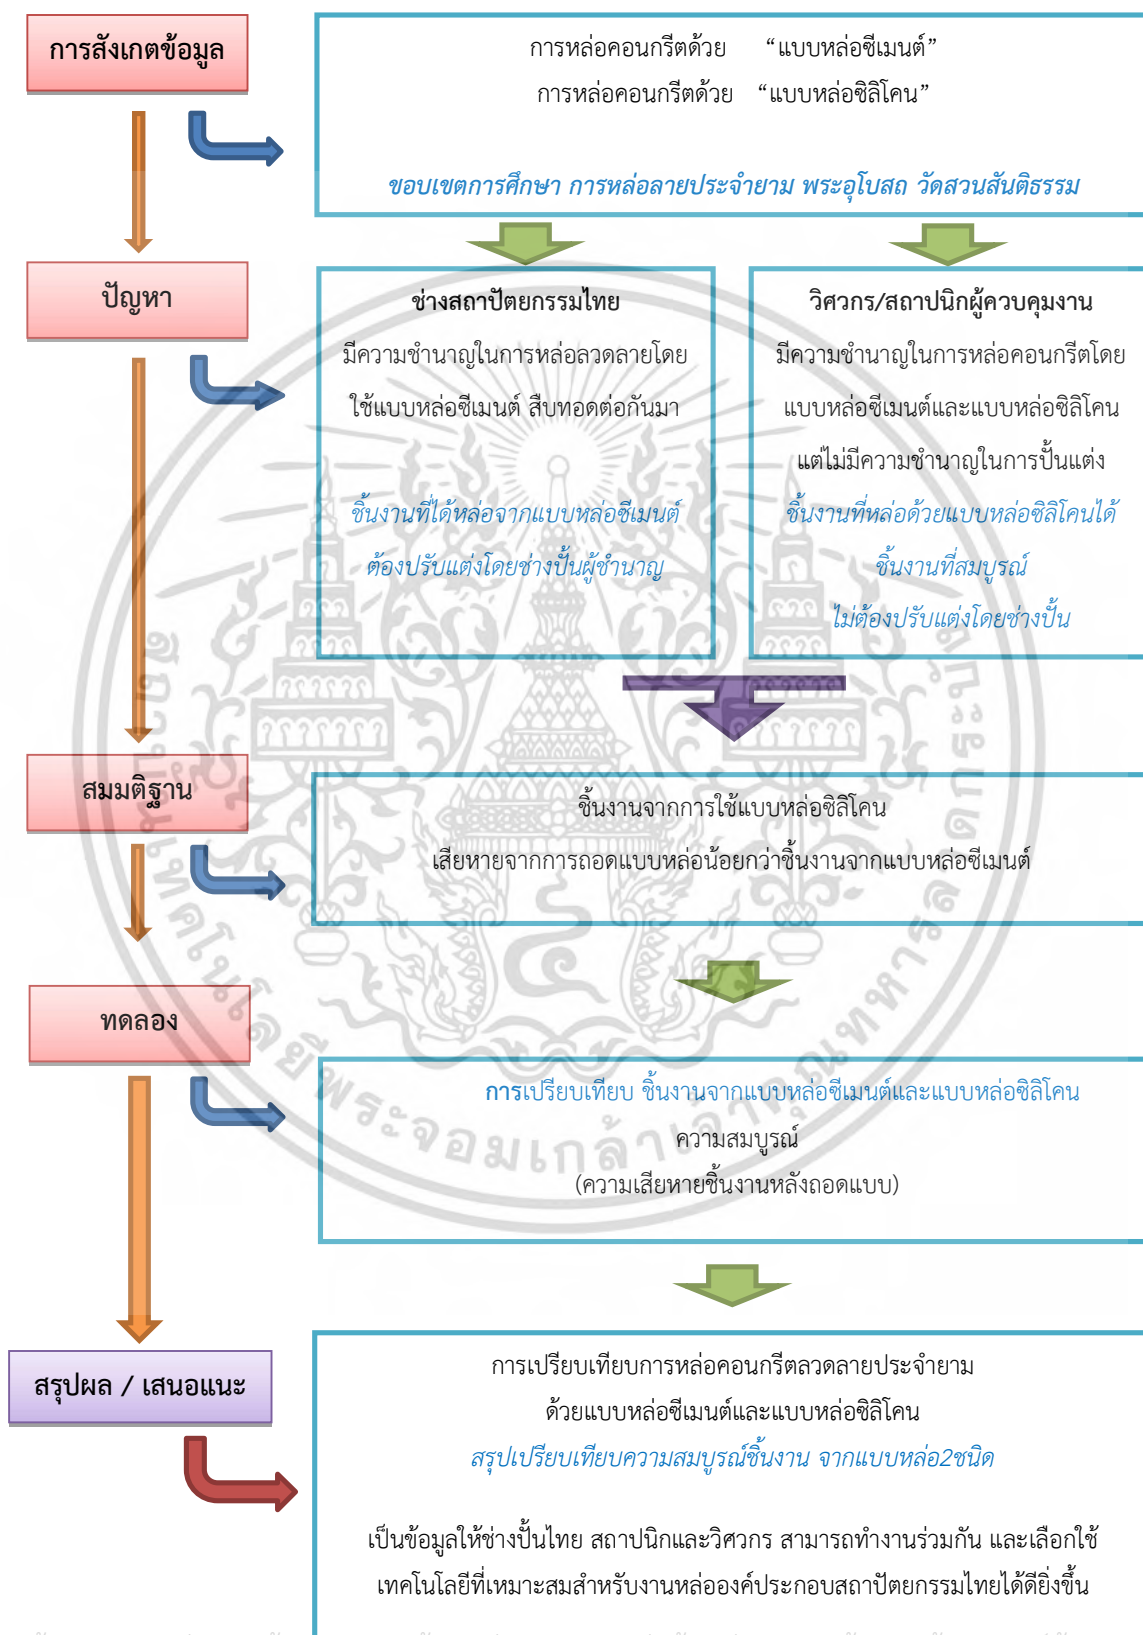 การสังเกตข้อมูล
การหล่อคอนกรีตด้วย “แบบหล่อซีเมนต์”
การหล่อคอนกรีตด้วย “แบบหล่อซิลิโคน”
ขอบเขตการศึกษา การหล่อลายประจำยาม พระอุโบสถ วัดสวนสันติธรรม
ปัญหา
ช่างสถาปัตยกรรมไทย
มีความชำนาญในการหล่อลวดลายโดย
ใช้แบบหล่อซีเมนต์ สืบทอดต่อกันมา
ชิ้นงานที่ได้หล่อจากแบบหล่อซีเมนต์
ต้องปรับแต่งโดยช่างปั้นผู้ชำนาญ
วิศวกร/สถาปนิกผู้ควบคุมงาน
มีความชำนาญในการหล่อคอนกรีตโดย
แบบหล่อซีเมนต์และแบบหล่อซิลิโคน
แต่ไม่มีความชำนาญในการปั้นแต่ง
ชิ้นงานที่หล่อด้วยแบบหล่อซิลิโคนได้
ชิ้นงานที่สมบูรณ์
ไม่ต้องปรับแต่งโดยช่างปั้น
สมมติฐาน
ชิ้นงานจากการใช้แบบหล่อซิลิโคน
เสียหายจากการถอดแบบหล่อน้อยกว่าชิ้นงานจากแบบหล่อซีเมนต์
ทดลอง
การเปรียบเทียบ ชิ้นงานจากแบบหล่อซีเมนต์และแบบหล่อซิลิโคน
ความสมบูรณ์
(ความเสียหายชิ้นงานหลังถอดแบบ)
สรุปผล / เสนอแนะ
การเปรียบเทียบการหล่อคอนกรีตลวดลายประจำยาม
ด้วยแบบหล่อซีเมนต์และแบบหล่อซิลิโคน
สรุปเปรียบเทียบความสมบูรณ์ชิ้นงาน จากแบบหล่อ2ชนิด
เป็นข้อมูลให้ช่างปั้นไทย สถาปนิกและวิศวกร สามารถทำงานร่วมกัน และเลือกใช้
เทคโนโลยีที่เหมาะสมสำหรับงานหล่อองค์ประกอบสถาปัตยกรรมไทยได้ดียิ่งขึ้น
สถาบันเทคโนโลยีพระจอมเกล้าเจ้าคุณทหารลาดกระบัง